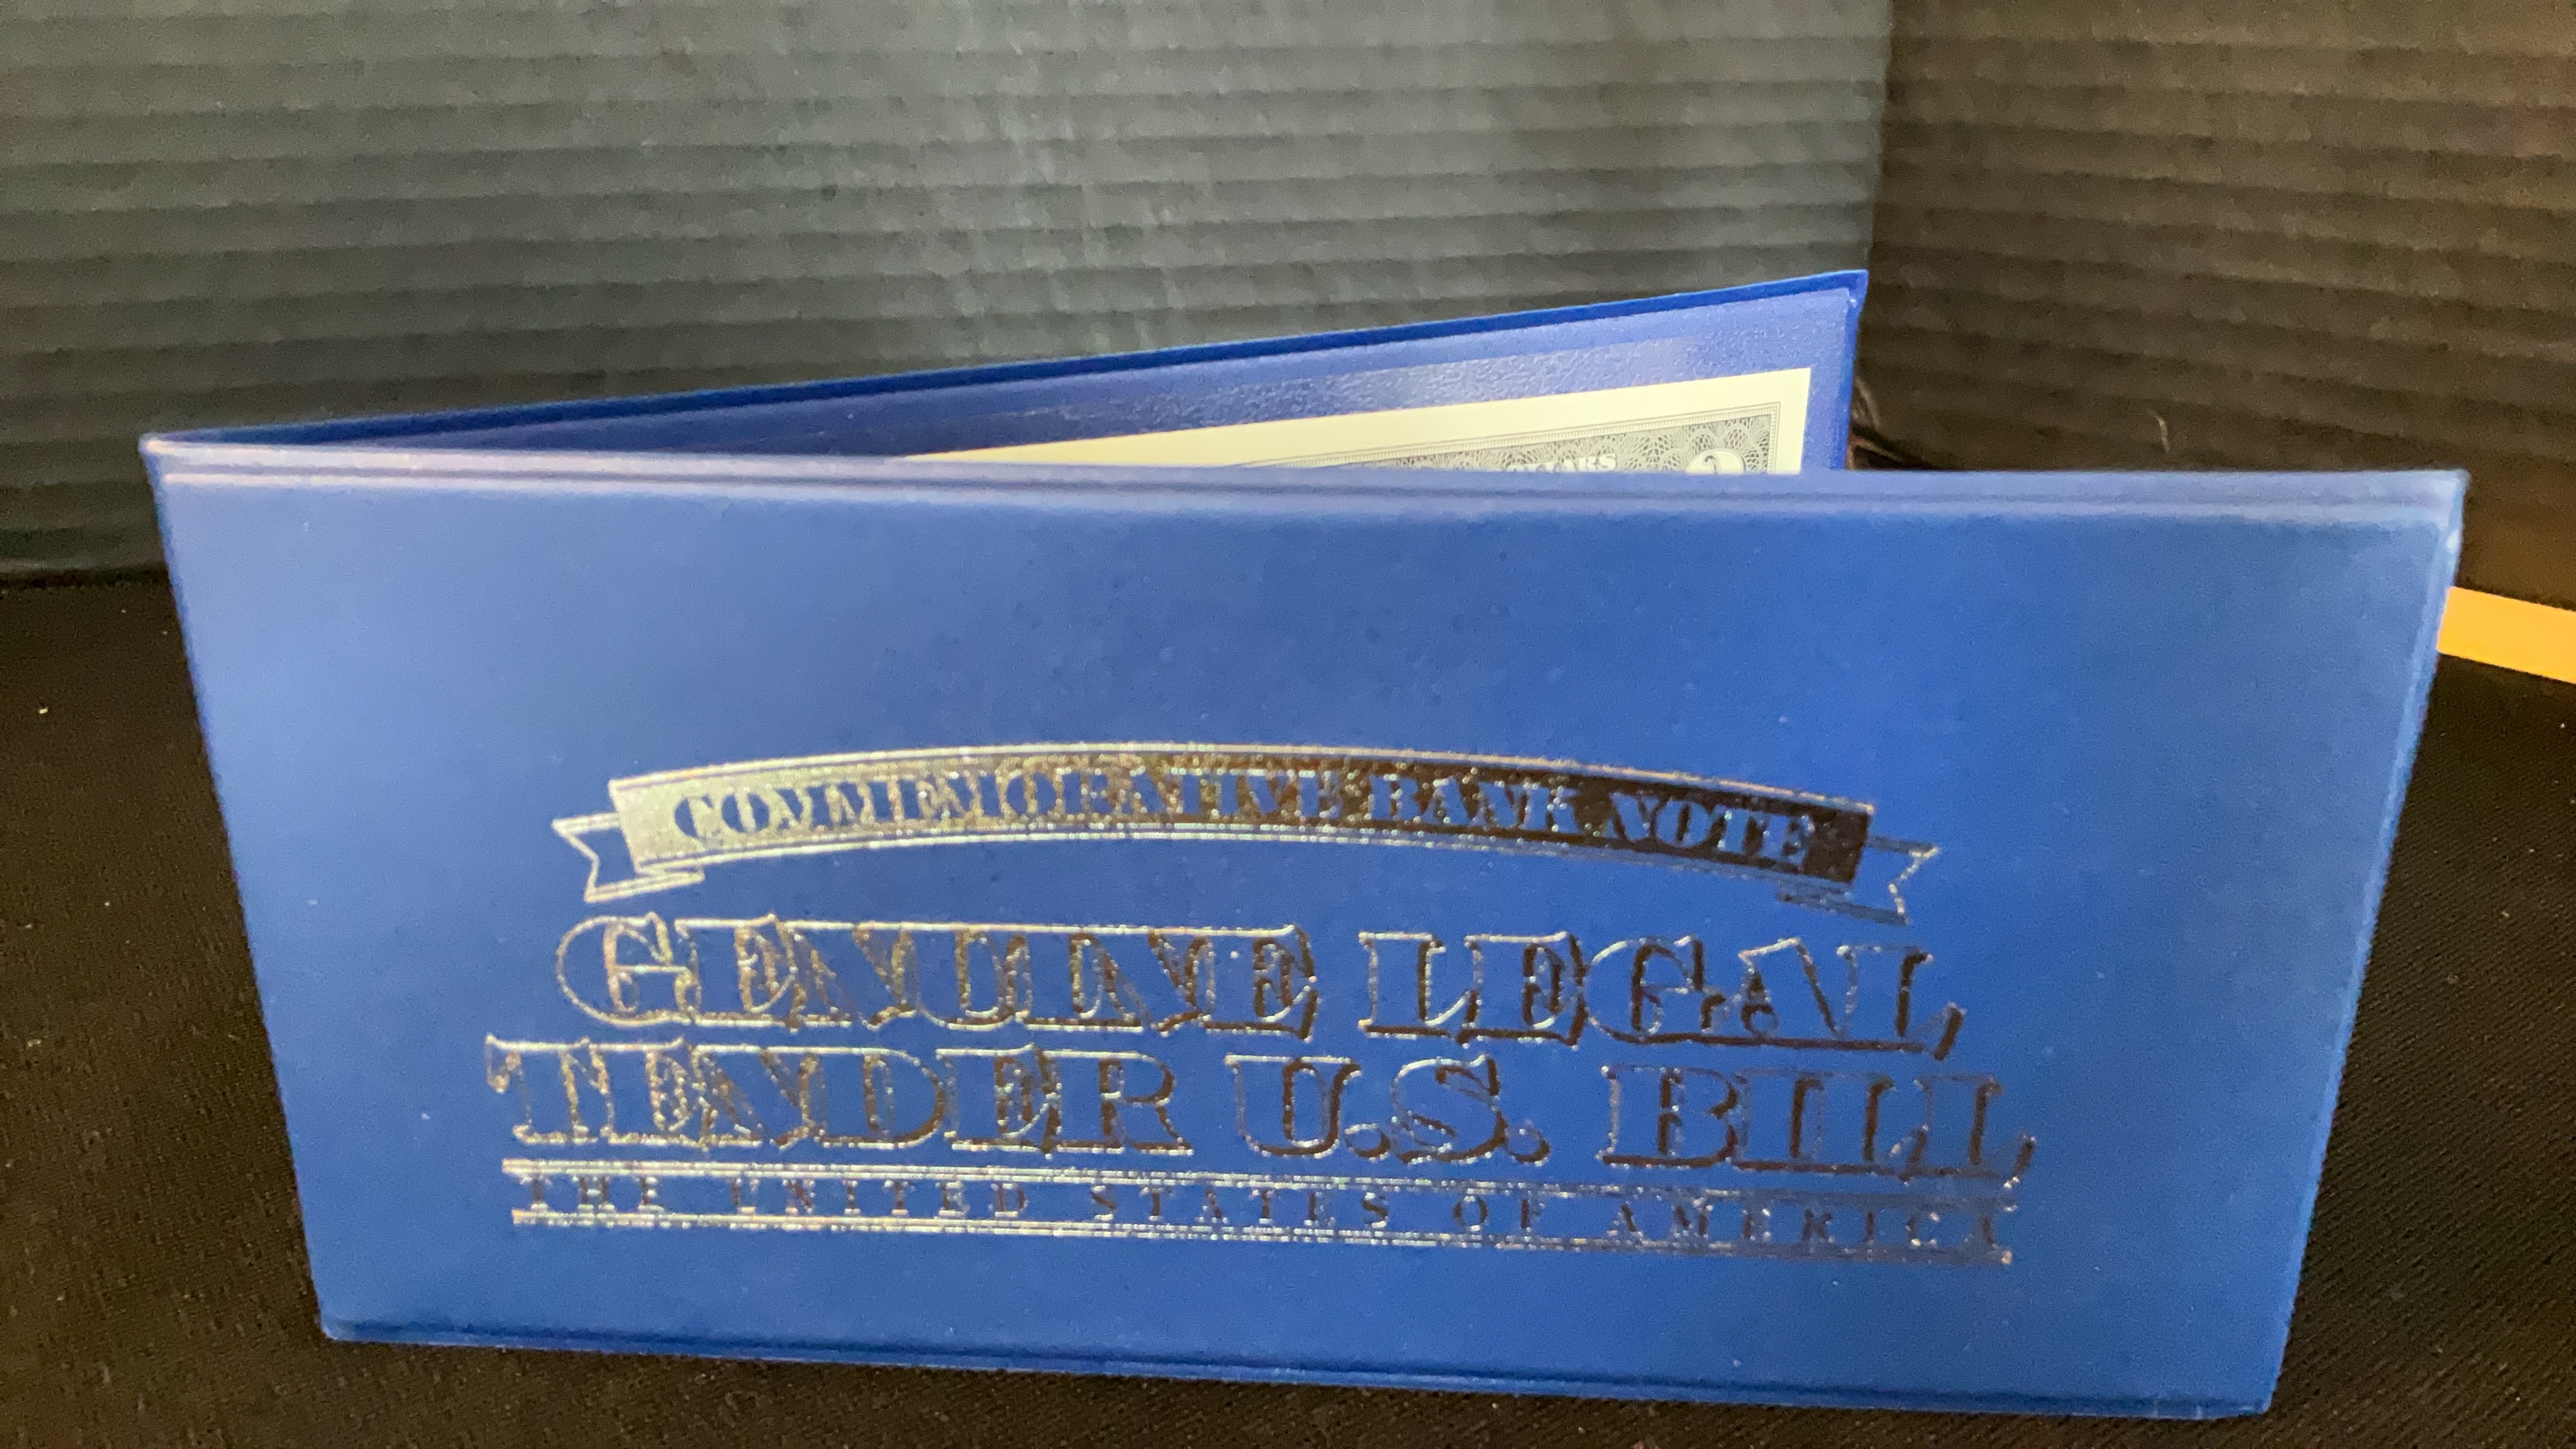 COMMEMORATIVE BANK NOTE
GENUINE LEGAL
TENDER U.S. BILL
THE UNITED STATES OF AMERICA